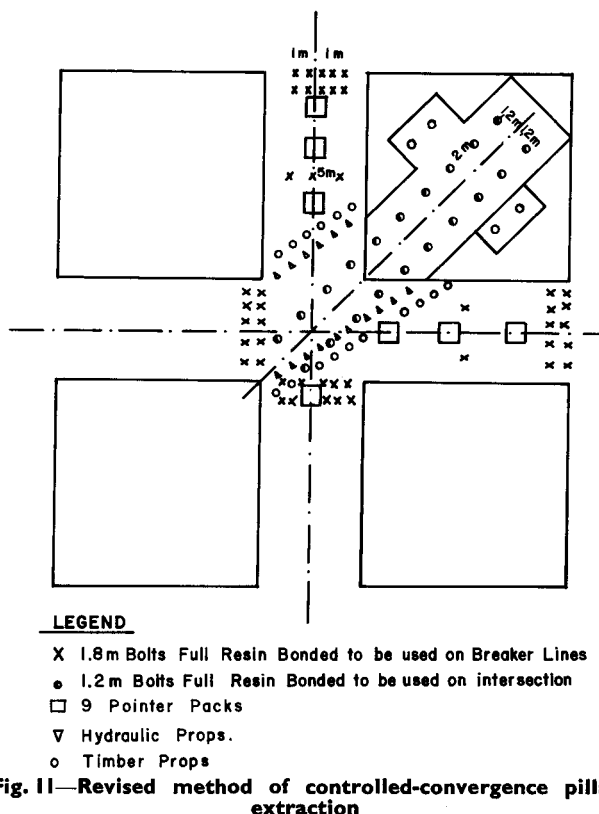 1m 1m
1.2m 1.2m
2m
5m
LEGEND
X 1.8m Bolts Full Resin Bonded to be used on Breaker Lines
1.2m Bolts Full Resin Bonded to be used on intersection
9 Pointer Packs
Hydraulic Props.
Timber Props
Fig. 11—Revised method of controlled-convergence pill
extraction